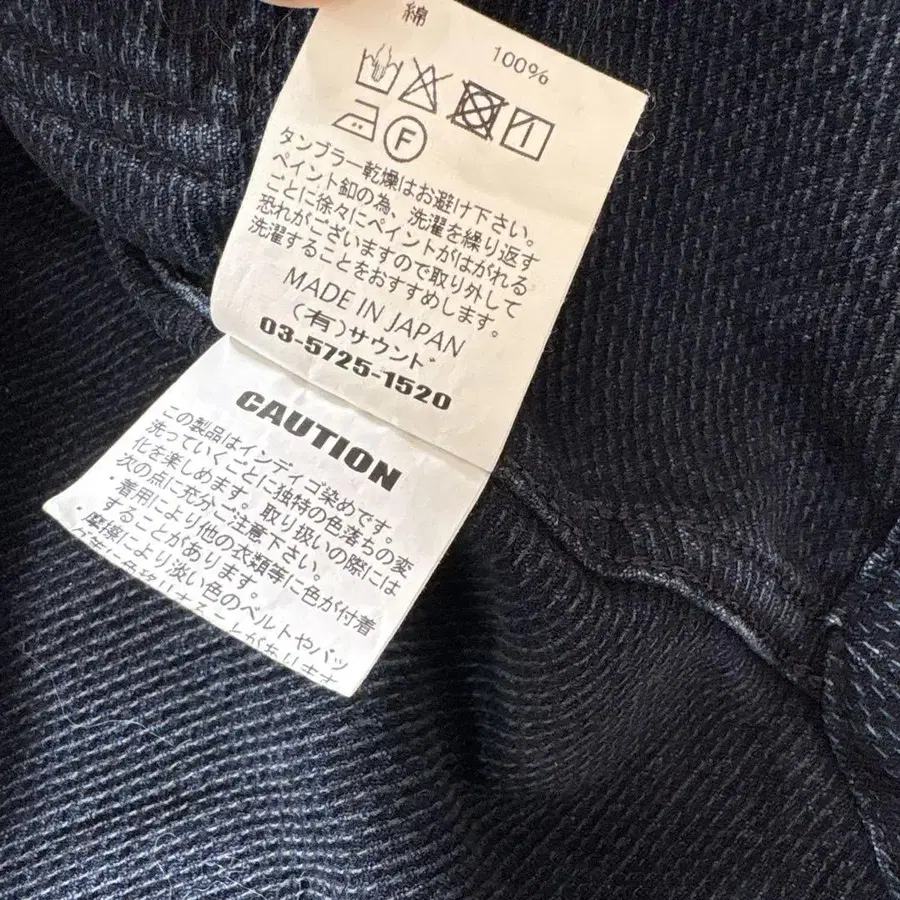 綿 100%
F
タンブラー乾燥はお避け下さい。
ペイント釦の為、洗濯を繰り返す
ごとに徐々にペイントがはがれる
恐れがございますので取り外して
洗濯することをおすすめします。
MADE IN JAPAN
(有)サウンド
03-5725-1520
CAUTION
この製品はインディゴ染めです。
洗っていくごとに独特の色落ちの変
化を楽しめます。取り扱いの際には
次の点に充分ご注意下さい。
・着用により他の衣類等に色が付着
することがあります。
・摩擦により淡い色のベルトやバッ